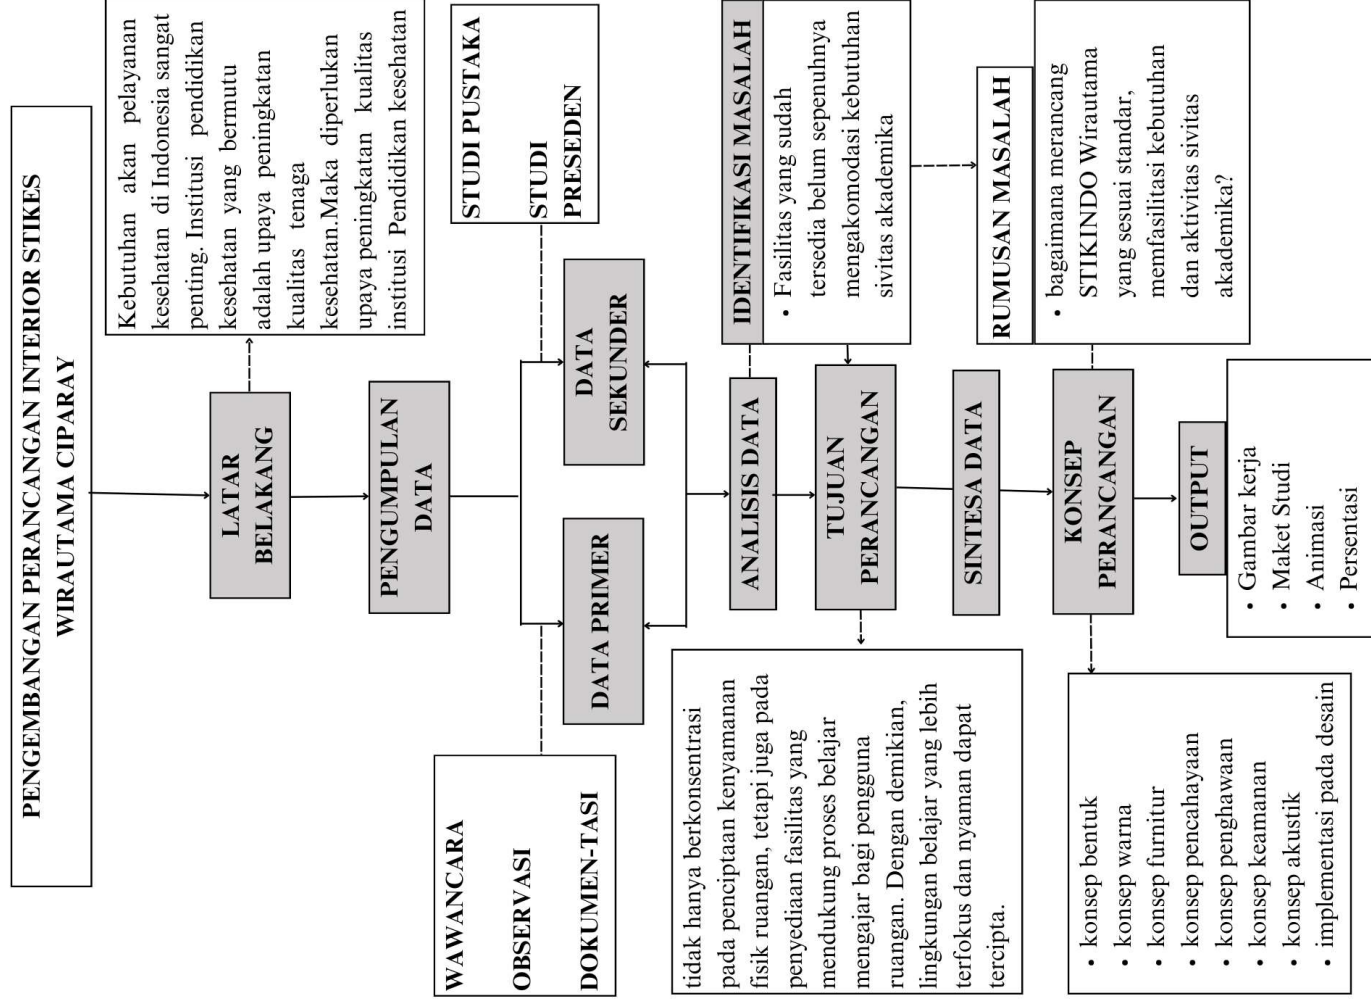 PENGEMBANGAN PERANCANGAN INTERIOR STIKES
WIRAUTAMA CIPARAY
LATAR
BELAKANG
Kebutuhan akan pelayanan
kesehatan di Indonesia sangat
penting. Institusi pendidikan
kesehatan yang bermutu
adalah upaya peningkatan
kualitas tenaga
kesehatan.Maka diperlukan
upaya peningkatan kualitas
institusi Pendidikan kesehatan
PENGUMPULAN
DATA
WAWANCARA
OBSERVASI
DOKUMEN-TASI
STUDI PUSTAKA
STUDI
PRESEDEN
DATA PRIMER
DATA
SEKUNDER
ANALISIS DATA
IDENTIFIKASI MASALAH
• Fasilitas yang sudah
tersedia belum sepenuhnya
mengakomodasi kebutuhan
sivitas akademika
TUJUAN
PERANCANGAN
tidak hanya berkonsentrasi
pada penciptaan kenyamanan
fisik ruangan, tetapi juga pada
penyediaan fasilitas yang
mendukung proses belajar
mengajar bagi pengguna
ruangan. Dengan demikian,
lingkungan belajar yang lebih
terfokus dan nyaman dapat
tercipta.
SINTESA DATA
RUMUSAN MASALAH
• bagaimana merancang
STIKINDO Wirautama
yang sesuai standar,
memfasilitasi kebutuhan
dan aktivitas sivitas
akademika?
KONSEP
PERANCANGAN
• konsep bentuk
• konsep warna
• konsep furnitur
• konsep pencahayaan
• konsep penghawaan
• konsep keamanan
• konsep akustik
• implementasi pada desain
OUTPUT
• Gambar kerja
• Maket Studi
• Animasi
• Persentasi